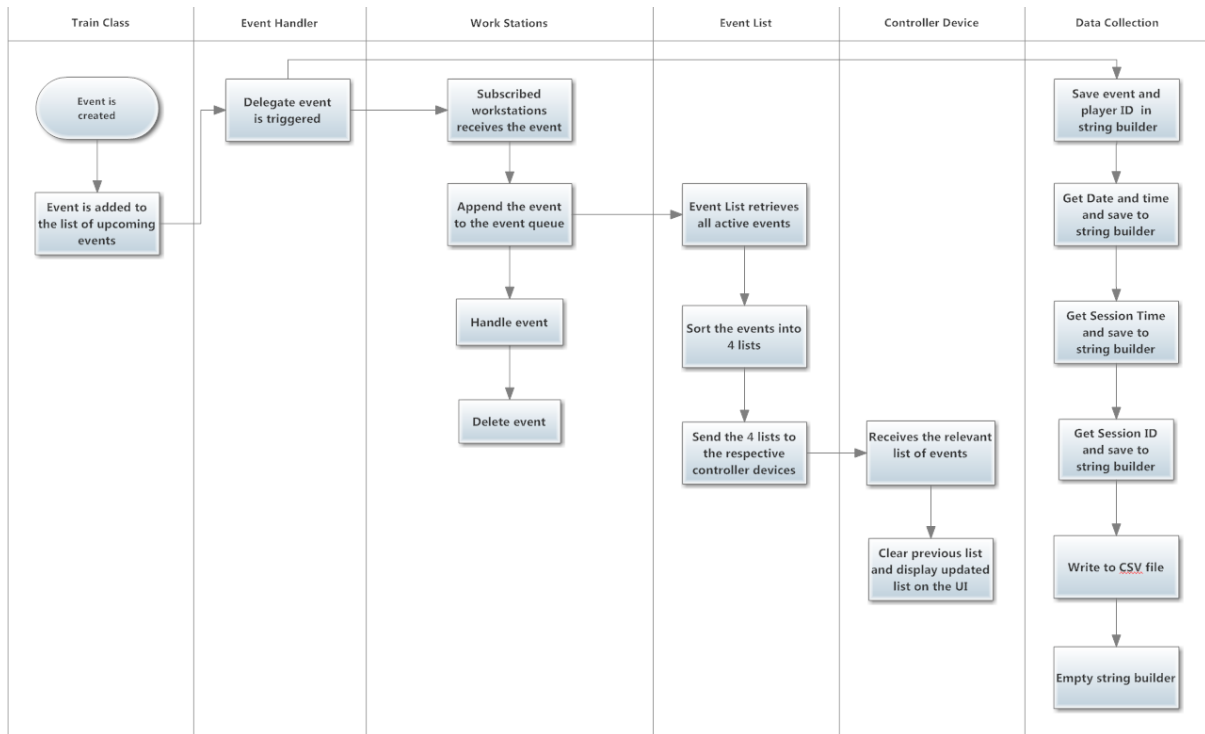 Train Class
Event Handler
Work Stations
Event List
Controller Device
Data Collection
Event is
created
Event is added to
the list of upcoming
events
Delegate event
is triggered
Subscribed
workstations
receives the event
Append the event
to the event queue
Handle event
Delete event
Event List retrieves
all active events
Sort the events into
4 lists
Send the 4 lists to
the respective
controller devices
Receives the relevant
list of events
Clear previous list
and display updated
list on the UI
Save event and
player ID in
string builder
Get Date and time
and save to
string builder
Get Session Time
and save to
string builder
Get Session ID
and save to
string builder
Write to CSV file
Empty string builder